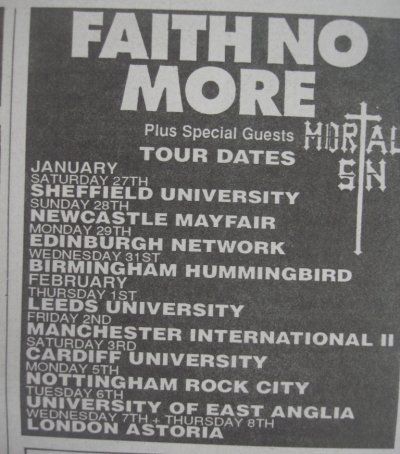 FAITH NO
MORE
Plus Special Guests MORTAL
SIN
TOUR DATES
JANUARY
SATURDAY 27TH
SHEFFIELD UNIVERSITY
SUNDAY 28TH
NEWCASTLE MAYFAIR
MONDAY 29TH
EDINBURGH NETWORK
WEDNESDAY 31ST
BIRMINGHAM HUMMINGBIRD
FEBRUARY
THURSDAY 1ST
LEEDS UNIVERSITY
FRIDAY 2ND
MANCHESTER INTERNATIONAL II
SATURDAY 3RD
CARDIFF UNIVERSITY
MONDAY 5TH
NOTTINGHAM ROCK CITY
TUESDAY 6TH
UNIVERSITY OF EAST ANGLIA
WEDNESDAY 7TH + THURSDAY 8TH
LONDON ASTORIA